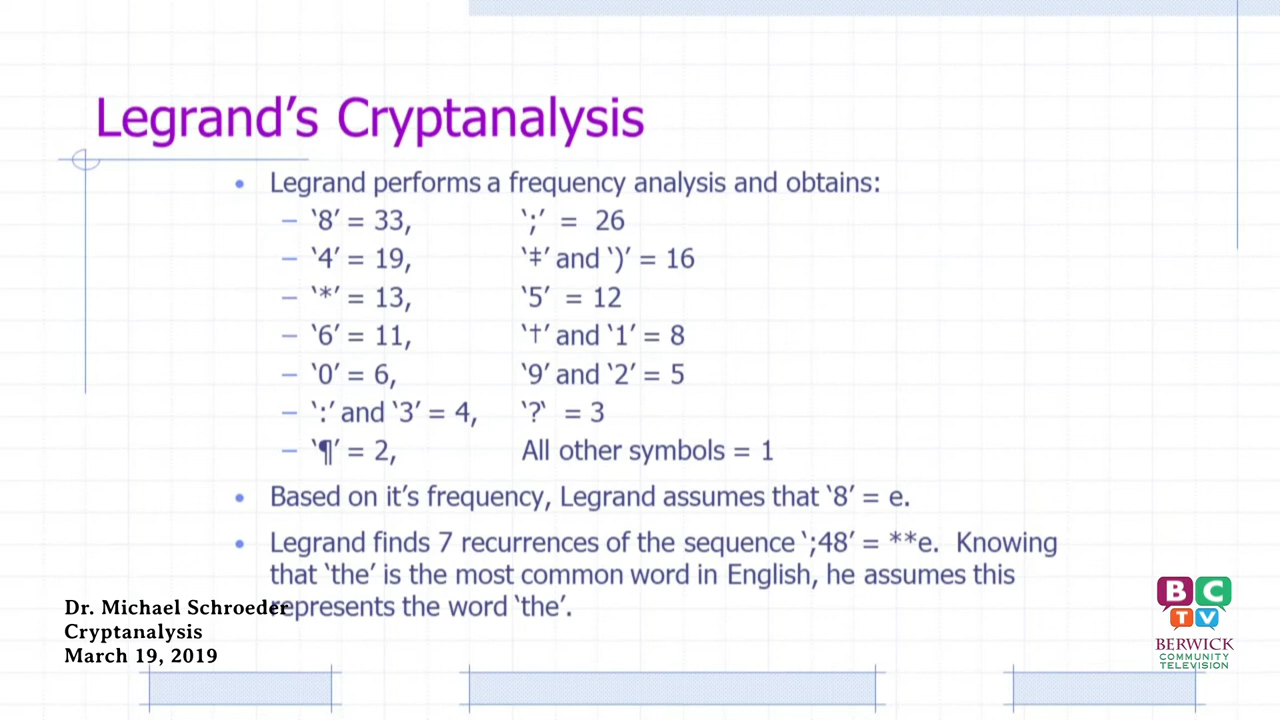 Legrand’s Cryptanalysis
• Legrand performs a frequency analysis and obtains:
– ‘8’ = 33, ‘;’ = 26
– ‘4’ = 19, ‘‡’ and ‘)’ = 16
– ‘*’ = 13, ‘5’ = 12
– ‘6’ = 11, ‘†’ and ‘1’ = 8
– ‘0’ = 6, ‘9’ and ‘2’ = 5
– ‘:’ and ‘3’ = 4, ‘?‘ = 3
– ‘¶’ = 2, All other symbols = 1
• Based on it’s frequency, Legrand assumes that ‘8’ = e.
• Legrand finds 7 recurrences of the sequence ‘;48’ = **e. Knowing
that ‘the’ is the most common word in English, he assumes this
represents the word ‘the’.
Dr. Michael Schroeder
Cryptanalysis
March 19, 2019
BC
TV
BERWICK
COMMUNITY
TELEVISION